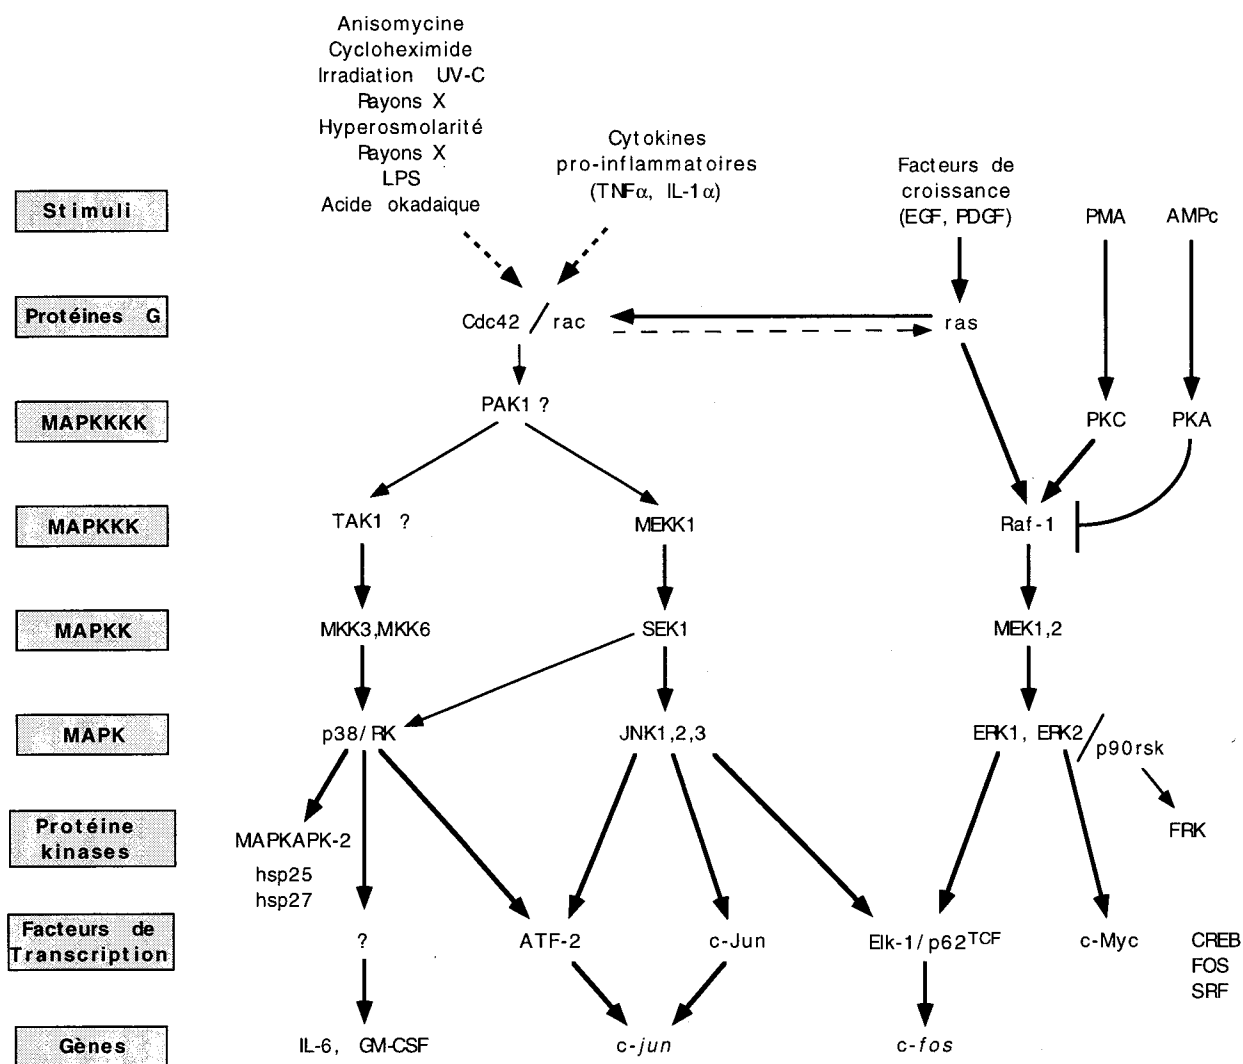 Anisomycine
Cycloheximide
Irradiation UV-C
Rayons X
Hyperosmolarité
Rayons X
LPS
Acide okadaique
Cytokines
pro-inflammatoires
(TNFα, IL-1α)
Facteurs de
croissance
(EGF, PDGF)
PMA
AMPc
Stimuli
Protéines G
Cdc42 / rac
ras
MAPKKKK
PAK1 ?
PKC
PKA
MAPKKK
TAK1 ?
MEKK1
Raf-1
MAPKK
MKK3,MKK6
SEK1
MEK1,2
MAPK
p38/RK
JNK1,2,3
ERK1, ERK2 / p90rsk
Protéine
kinases
MAPKAPK-2
hsp25
hsp27
FRK
Facteurs de
Transcription
?
ATF-2
c-Jun
Elk-1/p62TCF
c-Myc
CREB
FOS
SRF
Gènes
IL-6, GM-CSF
c-jun
c-fos